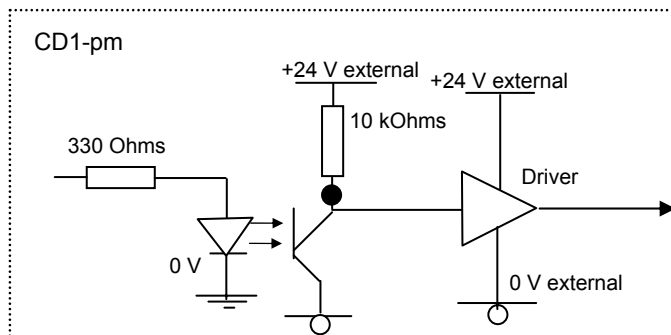 CD1-pm
+24 V external
+24 V external
10 kOhms
330 Ohms
Driver
0 V
0 V external